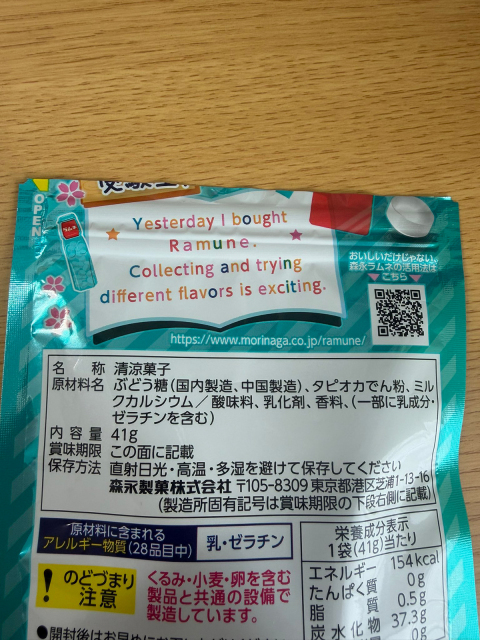 OPEN
ラムネ
Yesterday I bought
Ramune.
Collecting and trying
different flavors is exciting.
おいしいだけじゃない、
森永ラムネの活用法は
こちら
https://www.morinaga.co.jp/ramune/
名 称 清涼菓子
原材料名 ぶどう糖(国内製造、中国製造)、タピオカでん粉、ミル
クカルシウム／酸味料、乳化剤、香料、(一部に乳成分・
ゼラチンを含む)
内 容 量 41g
賞味期限 この面に記載
保存方法 直射日光・高温・多湿を避けて保存してください
森永製菓株式会社 〒105-8309 東京都港区芝浦1-13-16
(製造所固有記号は賞味期限の下段右側に記載)
原材料に含まれる
アレルギー物質(28品目中)
乳・ゼラチン
のどづまり
注意
くるみ・小麦・卵を含む
製品と共通の設備で
製造しています。
栄養成分表示
1袋(41g)当たり
エネルギー 154kcal
たんぱく質 0g
脂 質 0.5g
炭水化物 37.3g
0g